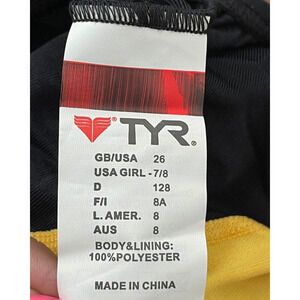 TYR®
GB/USA 26
USA GIRL - 7/8
D 128
F/I 8A
L. AMER. 8
AUS 8
BODY&LINING:
100%POLYESTER
MADE IN CHINA